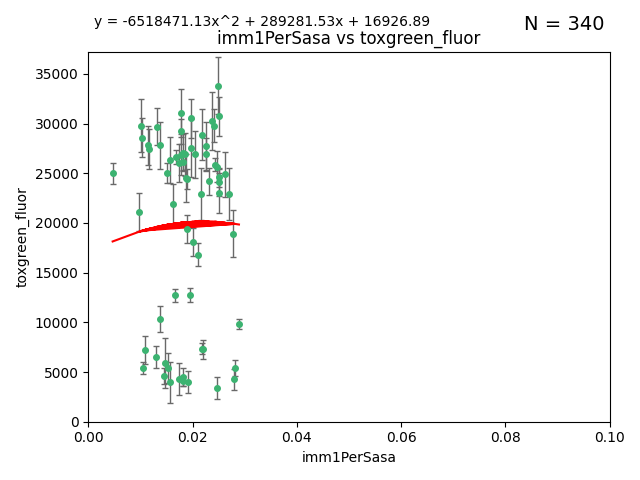 y = -6518471.13x^2 + 289281.53x + 16926.89
N = 340
imm1PerSasa vs toxgreen_fluor
35000
30000
25000
20000
15000
10000
5000
0
toxgreen_fluor
0.00 0.02 0.04 0.06 0.08 0.10
imm1PerSasa